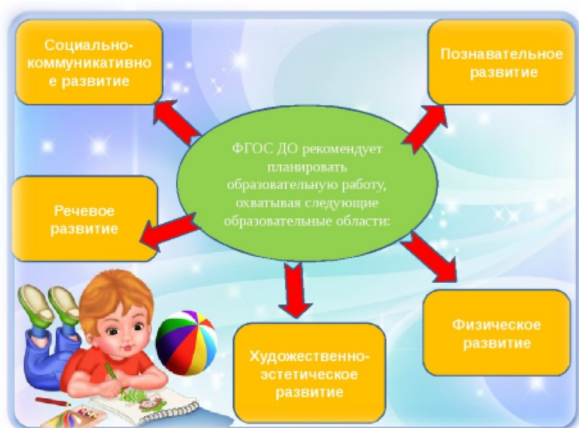 Социально-
коммуникативно
е развитие
Познавательное
развитие
ФГОС ДО рекомендует
планировать
образовательную работу,
охватывая следующие
образовательные области:
Речевое
развитие
Физическое
развитие
Художественно-
эстетическое
развитие